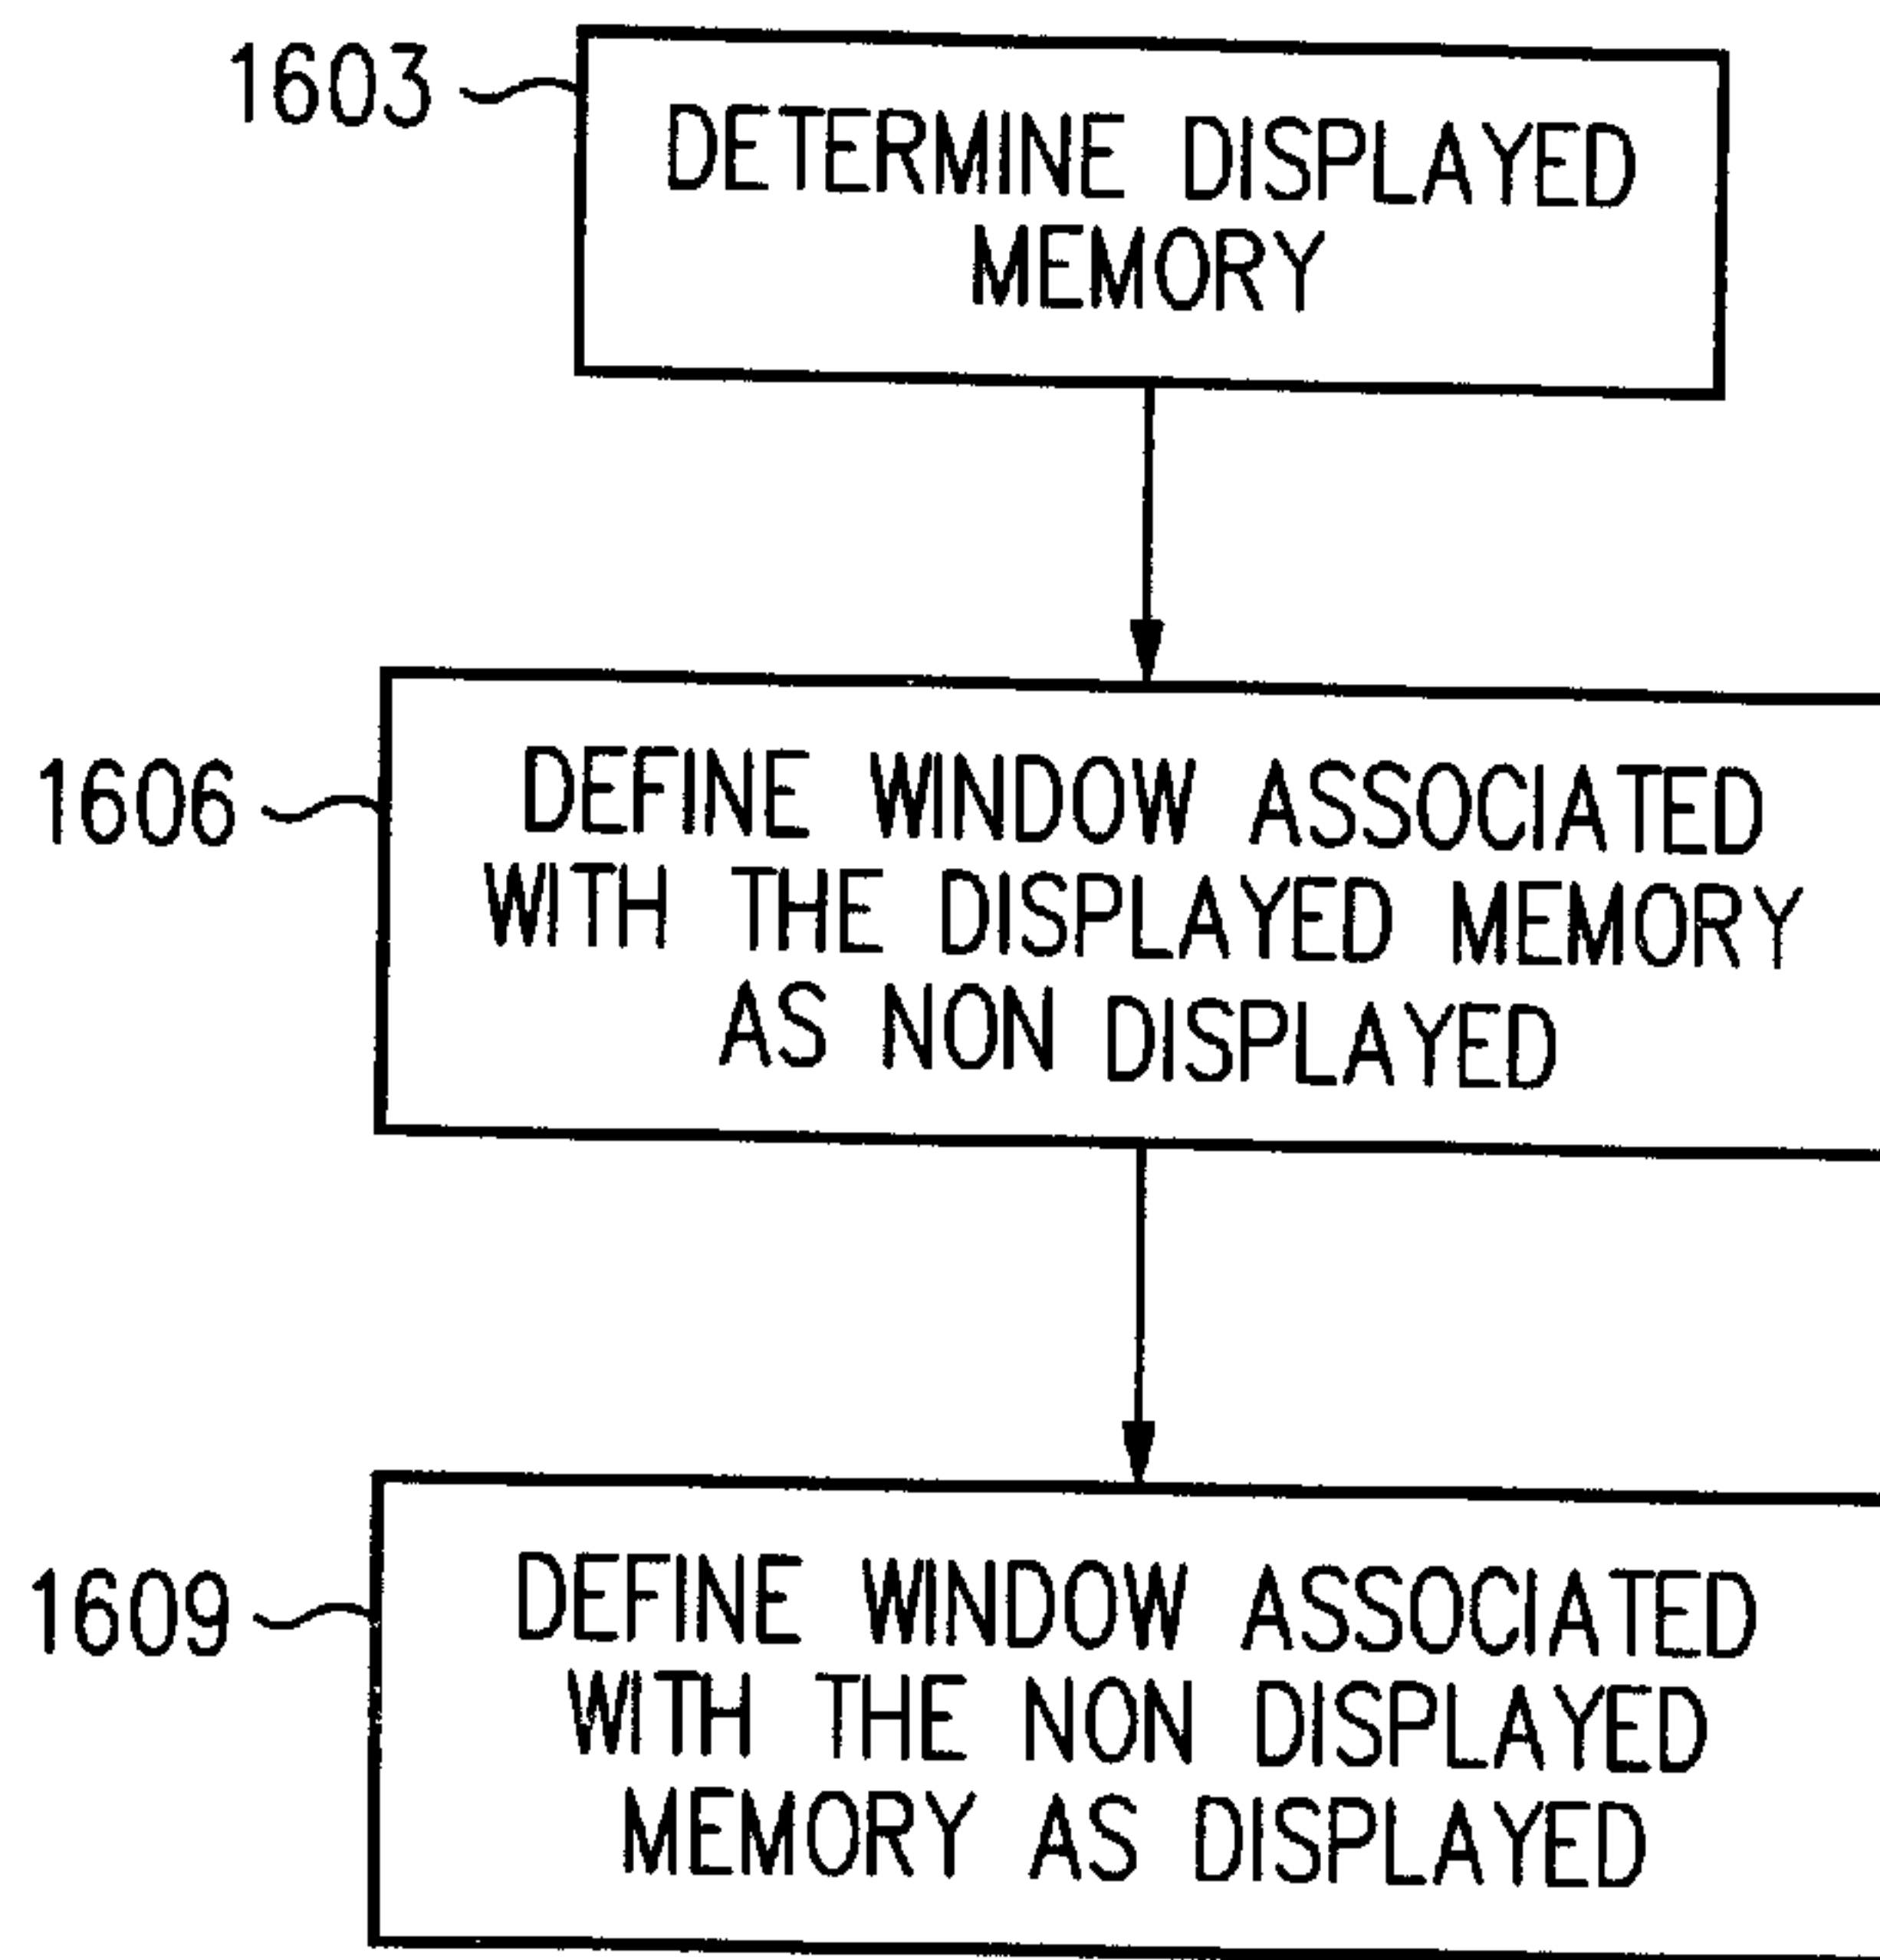 1603
DETERMINE DISPLAYED
MEMORY
1606
DEFINE WINDOW ASSOCIATED
WITH THE DISPLAYED MEMORY
AS NON DISPLAYED
1609
DEFINE WINDOW ASSOCIATED
WITH THE NON DISPLAYED
MEMORY AS DISPLAYED